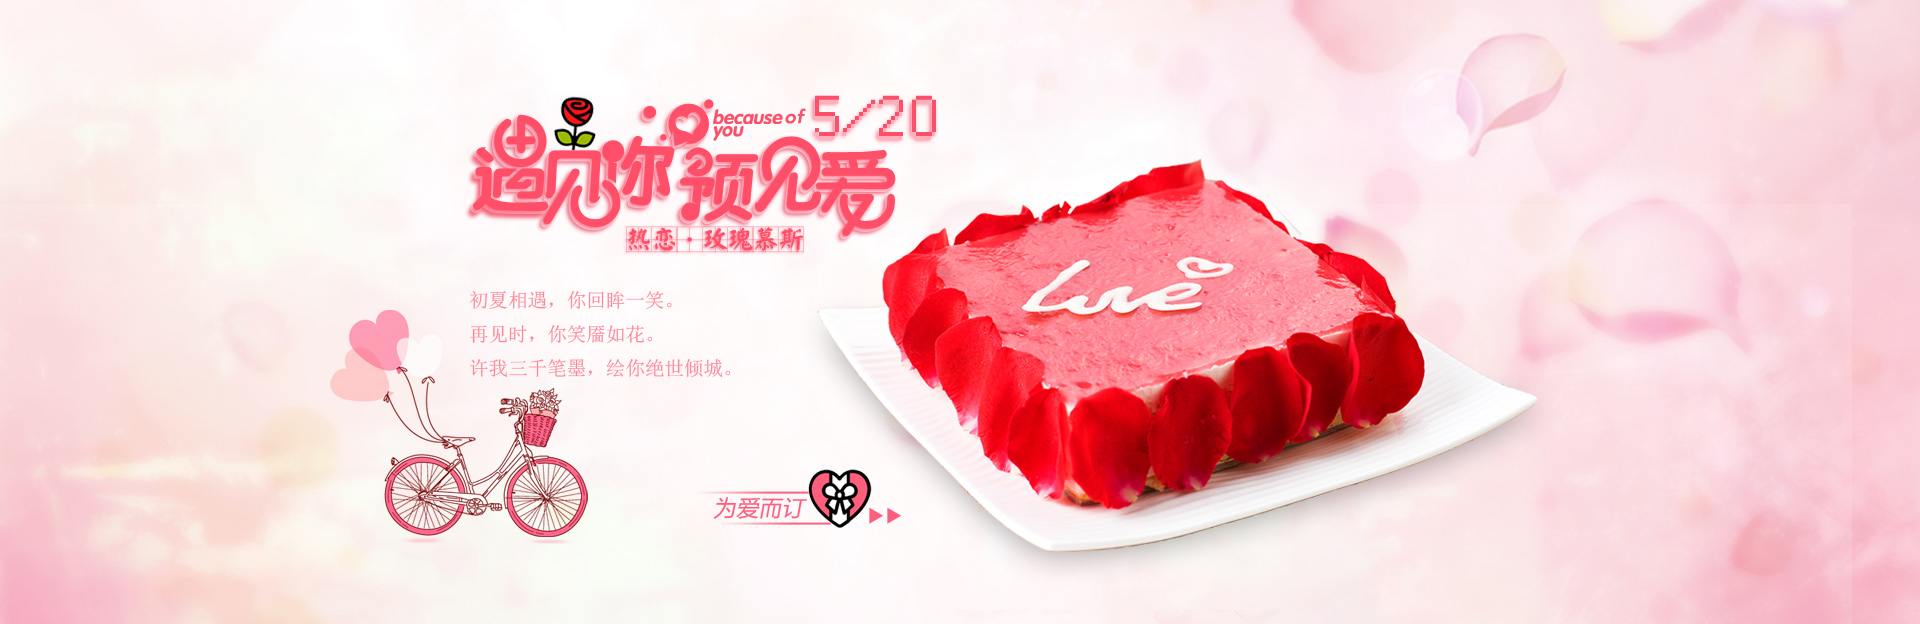 because of
you
5/20
遇见你 预见爱
热恋·玫瑰慕斯
初夏相遇，你回眸一笑。
再见时，你笑靥如花。
许我三千笔墨，绘你绝世倾城。
为爱而订
Love